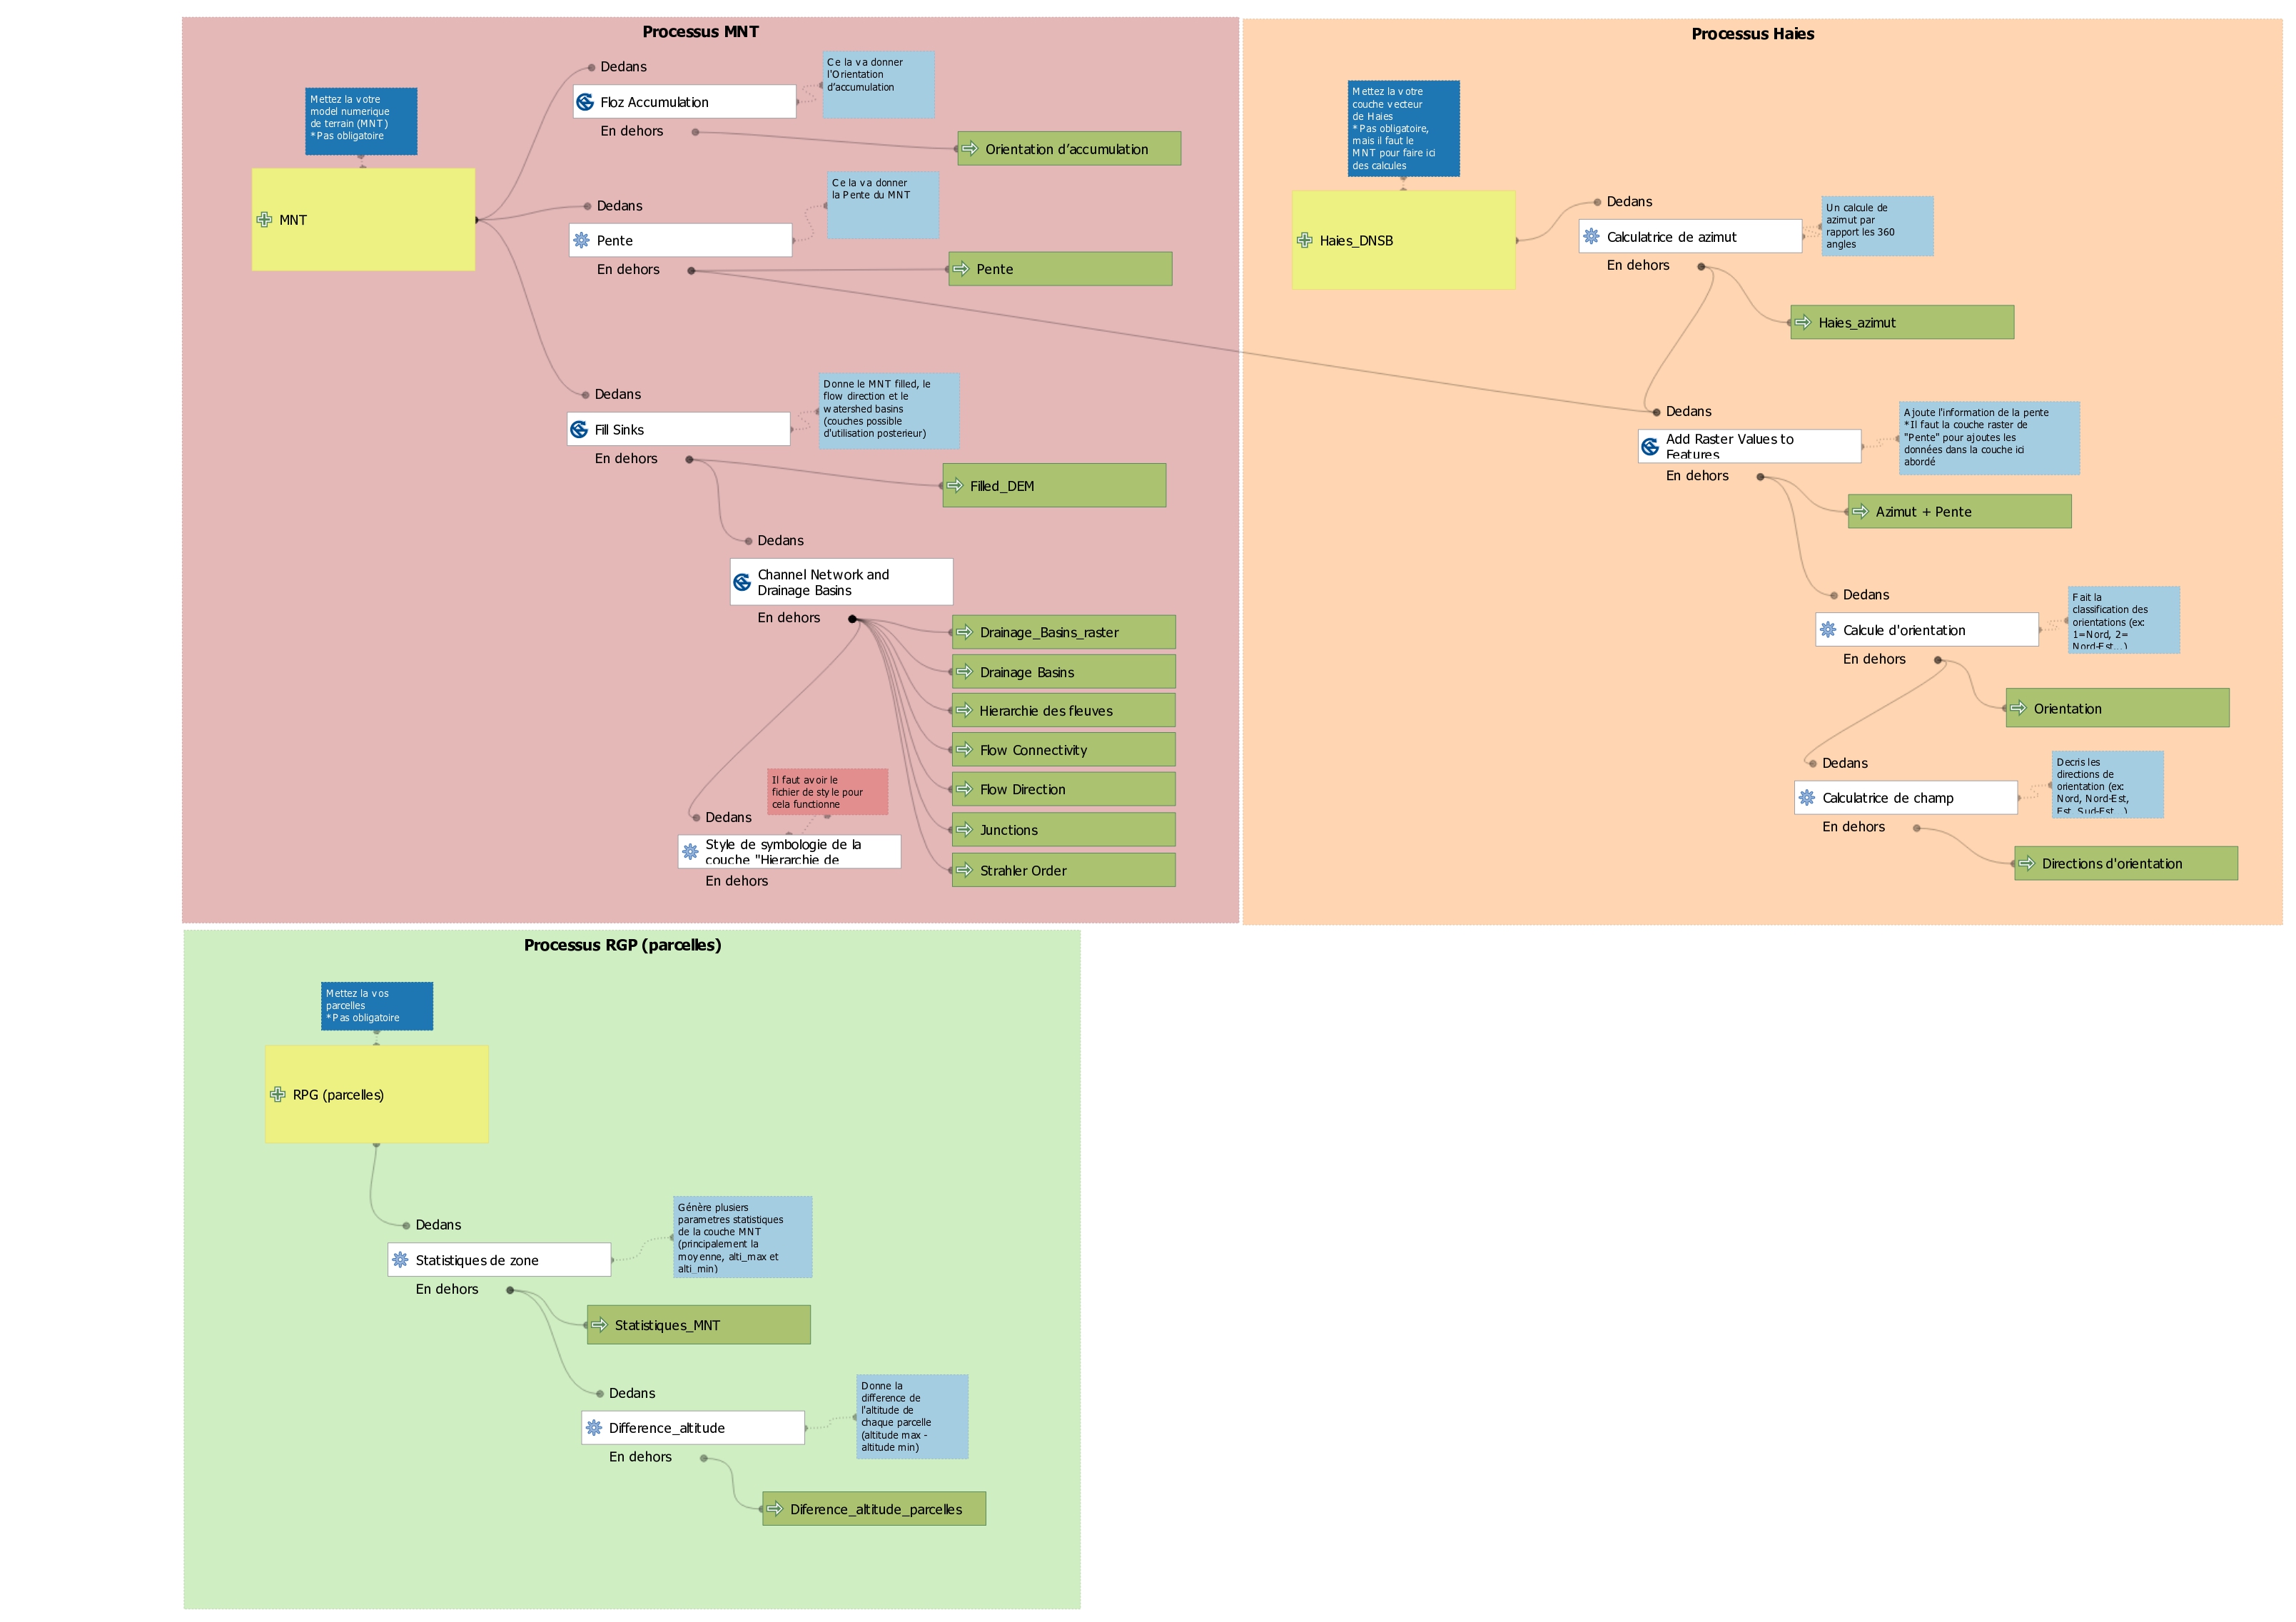 Processus MNT
Mettez la votre
model numerique
de terrain (MNT)
*Pas obligatoire
MNT
Dedans
Floz Accumulation
En dehors
Ce la va donner
l'Orientation
d'accumulation
Orientation d'accumulation
Dedans
Pente
En dehors
Ce la va donner
la Pente du MNT
Pente
Dedans
Fill Sinks
En dehors
Donne le MNT filled, le
flow direction et le
watershed basins
(couches possible
d'utilisation posterieur)
Filled_DEM
Dedans
Channel Network and
Drainage Basins
En dehors
Drainage_Basins_raster
Drainage Basins
Hierarchie des fleuves
Flow Connectivity
Flow Direction
Junctions
Strahler Order
Il faut avoir le
fichier de style pour
cela functionne
Dedans
Style de symbologie de la
couche "Hierarchie de
En dehors
Processus Haies
Mettez la votre
couche vecteur
de Haies
*Pas obligatoire,
mais il faut le
MNT pour faire ici
des calcules
Haies_DNSB
Dedans
Calculatrice de azimut
En dehors
Un calcule de
azimut par
rapport les 360
angles
Haies_azimut
Dedans
Add Raster Values to
Features
En dehors
Ajoute l'information de la pente
*Il faut la couche raster de
"Pente" pour ajoutes les
données dans la couche ici
abordé
Azimut + Pente
Dedans
Calcule d'orientation
En dehors
Fait la
classification des
orientations (ex:
1=Nord, 2=
Nord-Est...)
Orientation
Dedans
Calculatrice de champ
En dehors
Decris les
directions de
orientation (ex:
Nord, Nord-Est,
Est, Sud-Est...)
Directions d'orientation
Processus RGP (parcelles)
Mettez la vos
parcelles
*Pas obligatoire
RPG (parcelles)
Dedans
Statistiques de zone
En dehors
Génère plusiers
parametres statistiques
de la couche MNT
(principalement la
moyenne, alti_max et
alti_min)
Statistiques_MNT
Dedans
Difference_altitude
En dehors
Donne la
difference de
l'altitude de
chaque parcelle
(altitude max -
altitude min)
Diference_altitude_parcelles